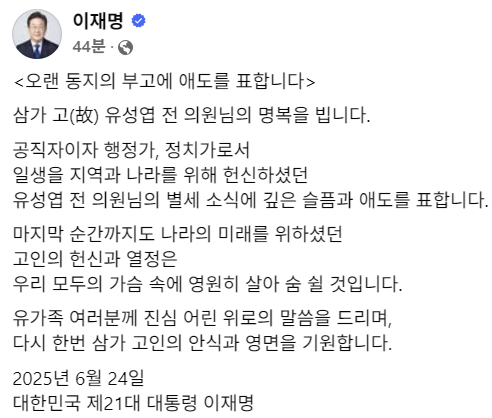 이재명
44분 ·
<오랜 동지의 부고에 애도를 표합니다>
삼가 고(故) 유성엽 전 의원님의 명복을 빕니다.
공직자이자 행정가, 정치가로서
일생을 지역과 나라를 위해 헌신하셨던
유성엽 전 의원님의 별세 소식에 깊은 슬픔과 애도를 표합니다.
마지막 순간까지도 나라의 미래를 위하셨던
고인의 헌신과 열정은
우리 모두의 가슴 속에 영원히 살아 숨 쉴 것입니다.
유가족 여러분께 진심 어린 위로의 말씀을 드리며,
다시 한번 삼가 고인의 안식과 영면을 기원합니다.
2025년 6월 24일
대한민국 제21대 대통령 이재명